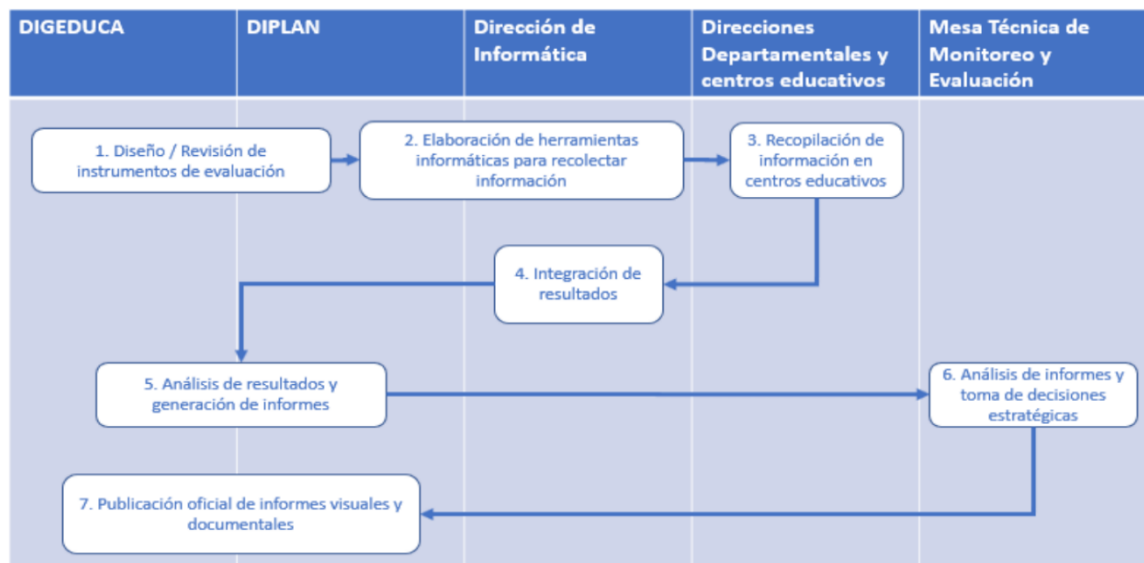 DIGEDUCA
DIPLAN
Dirección de
Informática
Direcciones
Departamentales y
centros educativos
Mesa Técnica de
Monitoreo y
Evaluación
1. Diseño / Revisión de
instrumentos de evaluación
2. Elaboración de herramientas
informáticas para recolectar
información
3. Recopilación de
información en
centros educativos
4. Integración de
resultados
5. Análisis de resultados y
generación de informes
6. Análisis de informes y
toma de decisiones
estratégicas
7. Publicación oficial de informes visuales y
documentales